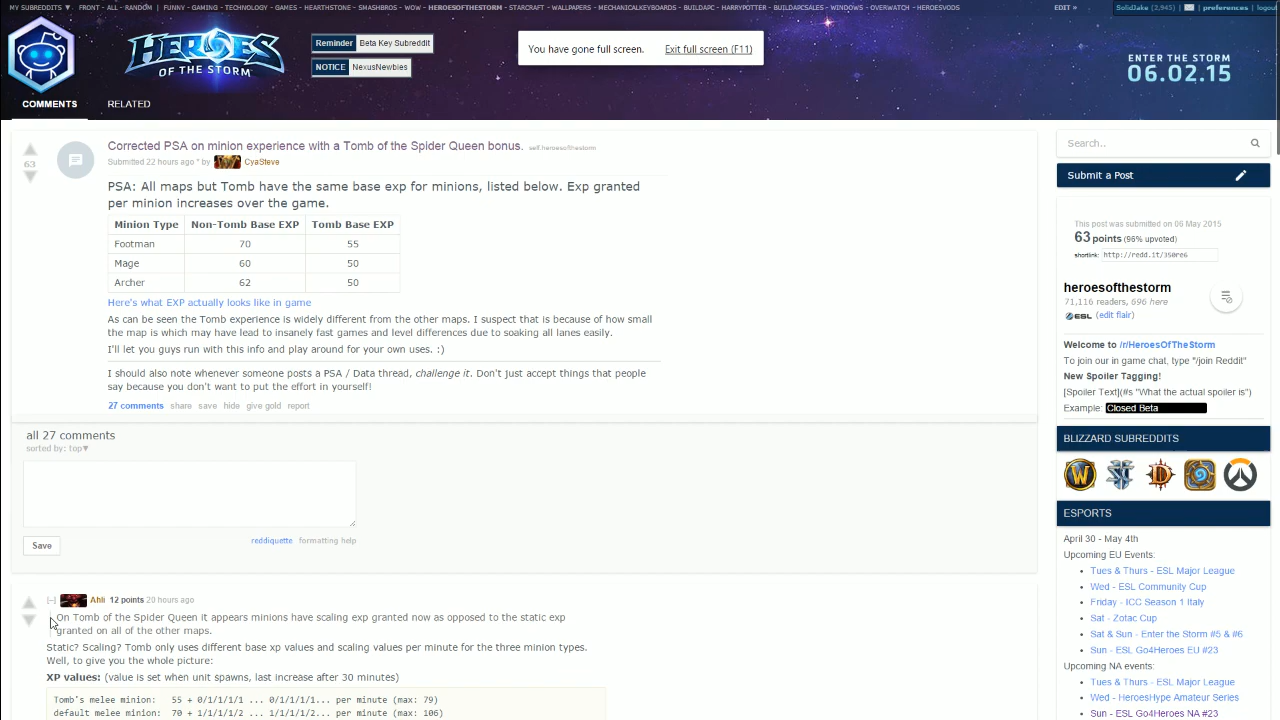 MY SUBREDDITS ▼ FRONT - ALL - RANDOM | FUNNY - GAMING - TECHNOLOGY - GAMES - HEARTHSTONE - SMASHBROS - WOW - HEROESOFTHESTORM - STARCRAFT - WALLPAPERS - MECHANICALKEYBOARDS - BUILDAPC - HARRYPOTTER - BUILDAPCSALES - WINDOWS - OVERWATCH - HEROESVODS EDIT »
SolidJake (2,945) | preferences | logout
HEROES
OF THE STORM
Reminder Beta Key Subreddit
NOTICE NexusNewbies
You have gone full screen. Exit full screen (F11)
ENTER THE STORM
06.02.15
COMMENTS RELATED
Corrected PSA on minion experience with a Tomb of the Spider Queen bonus. self.heroesofthestorm
63
Submitted 22 hours ago * by CyaSteve
PSA: All maps but Tomb have the same base exp for minions, listed below. Exp granted
per minion increases over the game.
Minion Type Non-Tomb Base EXP Tomb Base EXP
Footman 70 55
Mage 60 50
Archer 62 50
Here's what EXP actually looks like in game
As can be seen the Tomb experience is widely different from the other maps. I suspect that is because of how small
the map is which may have lead to insanely fast games and level differences due to soaking all lanes easily.
I'll let you guys run with this info and play around for your own uses. :)
I should also note whenever someone posts a PSA / Data thread, challenge it. Don't just accept things that people
say because you don't want to put the effort in yourself!
27 comments share save hide give gold report
all 27 comments
sorted by: top▼
reddiquette formatting help
Save
[–] Ahli 12 points 20 hours ago
On Tomb of the Spider Queen it appears minions have scaling exp granted now as opposed to the static exp
granted on all of the other maps.
Static? Scaling? Tomb only uses different base xp values and scaling values per minute for the three minion types.
Well, to give you the whole picture:
XP values: (value is set when unit spawns, last increase after 30 minutes)
Tomb's melee minion: 55 + 0/1/1/1/1 ... 0/1/1/1/1... per minute (max: 79)
default melee minion: 70 + 1/1/1/1/2 ... 1/1/1/1/2... per minute (max: 106)
Search...
Submit a Post
This post was submitted on 06 May 2015
63 points (96% upvoted)
shortlink: http://redd.it/350re6
heroesofthestorm
71,116 readers, 696 here
ESL (edit flair)
Welcome to /r/HeroesOfTheStorm
To join our in game chat, type "/join Reddit"
New Spoiler Tagging!
[Spoiler Text](#s "What the actual spoiler is")
Example: Closed Beta
BLIZZARD SUBREDDITS
ESPORTS
April 30 - May 4th
Upcoming EU Events:
Tues & Thurs - ESL Major League
Wed - ESL Community Cup
Friday - ICC Season 1 Italy
Sat - Zotac Cup
Sat & Sun - Enter the Storm #5 & #6
Sun - ESL Go4Heroes EU #23
Upcoming NA events:
Tues & Thurs - ESL Major League
Wed - HeroesHype Amateur Series
Sun - ESL Go4Heroes NA #23